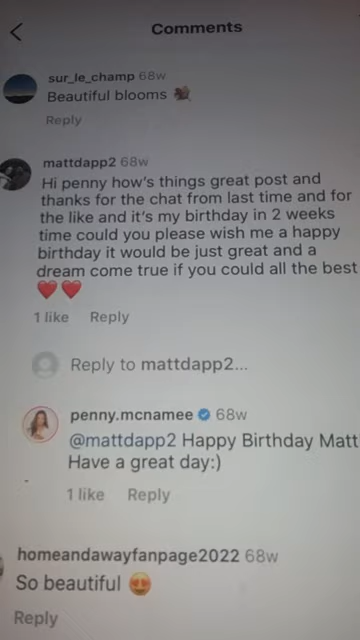 Comments
sur_le_champ 68w
Beautiful blooms
Reply
mattdapp2 68w
Hi penny how's things great post and
thanks for the chat from last time and for
the like and it's my birthday in 2 weeks
time could you please wish me a happy
birthday it would be just great and a
dream come true if you could all the best
❤️❤️
1 like Reply
Reply to mattdapp2...
penny.mcnamee 68w
@mattdapp2 Happy Birthday Matt
Have a great day:)
1 like Reply
homeandawayfanpage2022 68w
So beautiful 😍
Reply